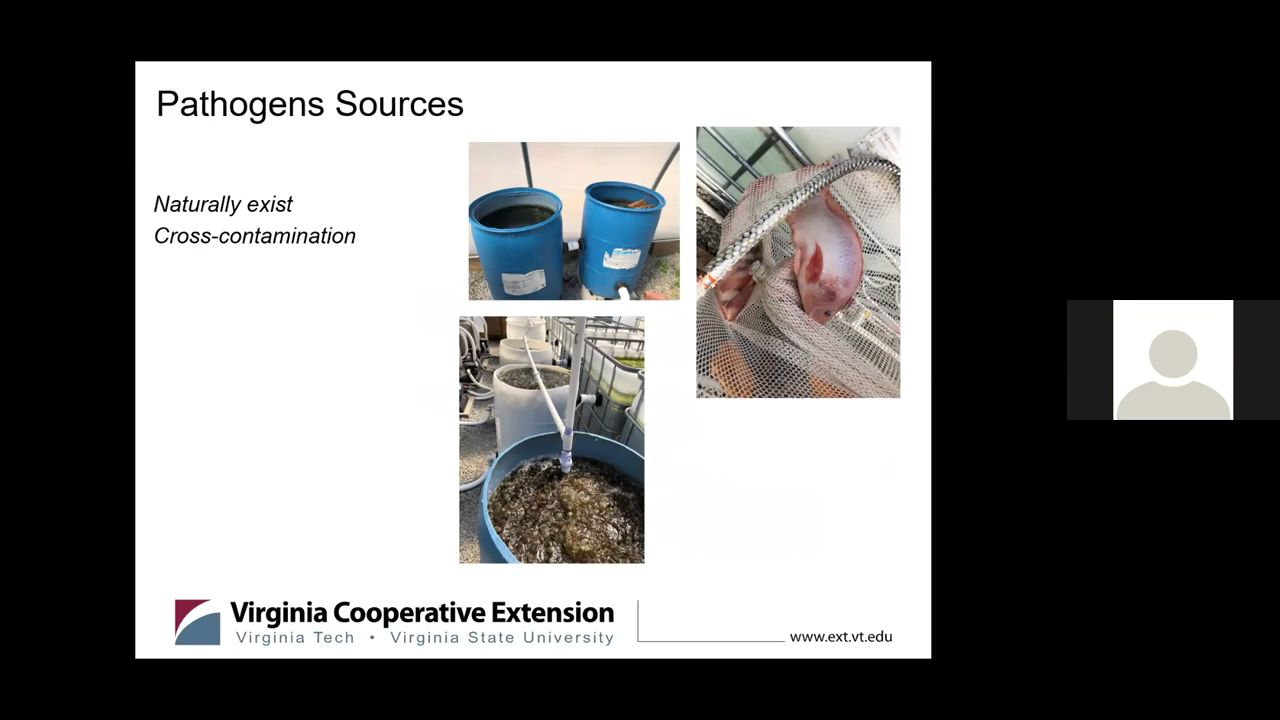 Pathogens Sources
Naturally exist
Cross-contamination
Virginia Cooperative Extension
Virginia Tech • Virginia State University
www.ext.vt.edu